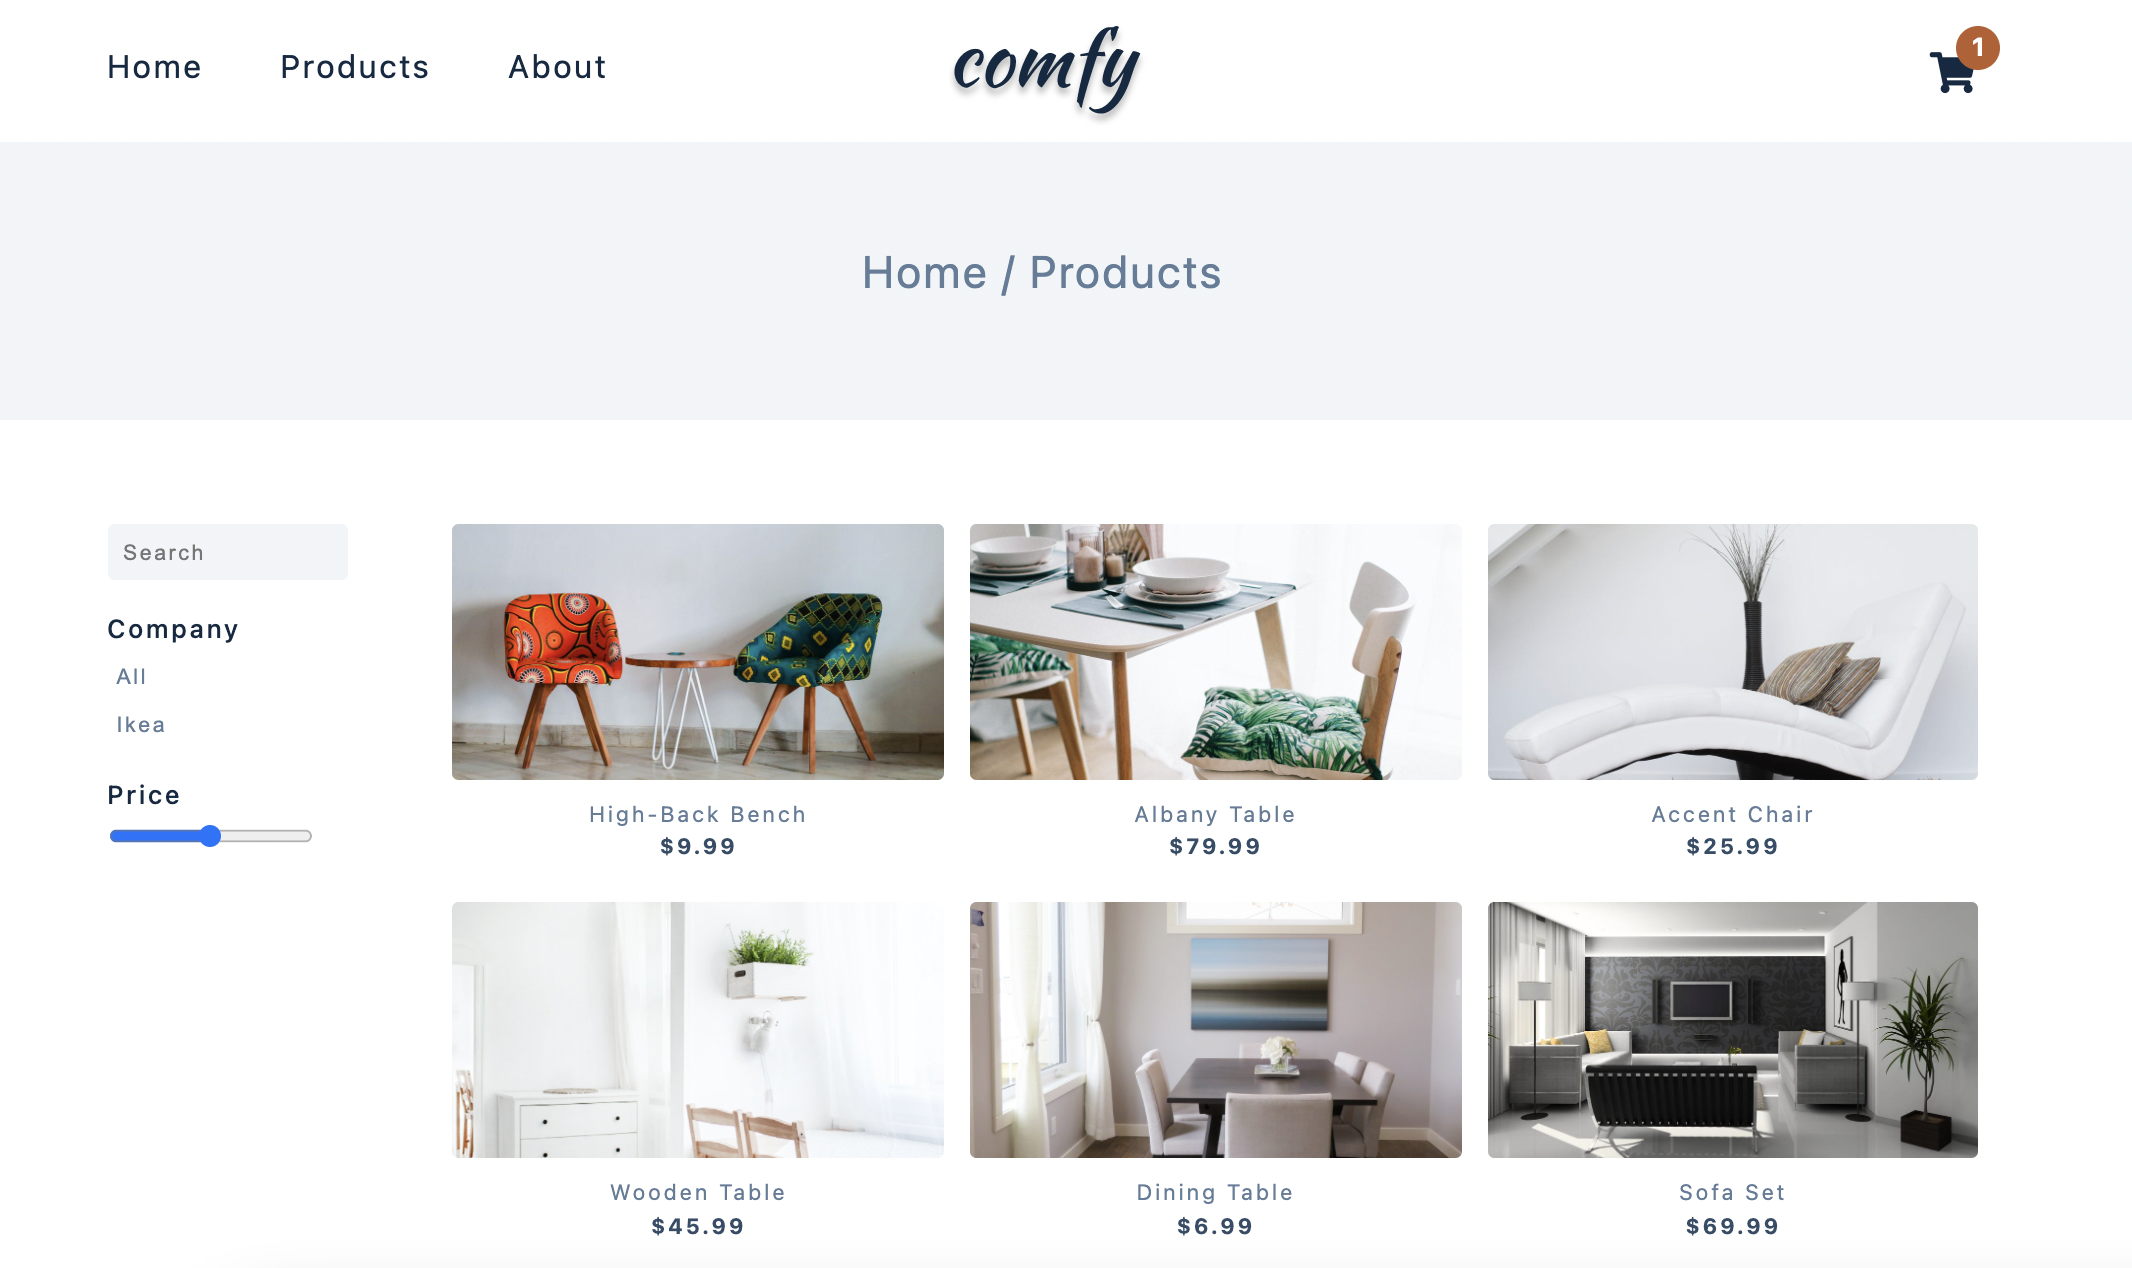 Home Products About comfy 1
Home / Products
Search
Company
All
Ikea
Price
High-Back Bench
$9.99
Albany Table
$79.99
Accent Chair
$25.99
Wooden Table
$45.99
Dining Table
$6.99
Sofa Set
$69.99